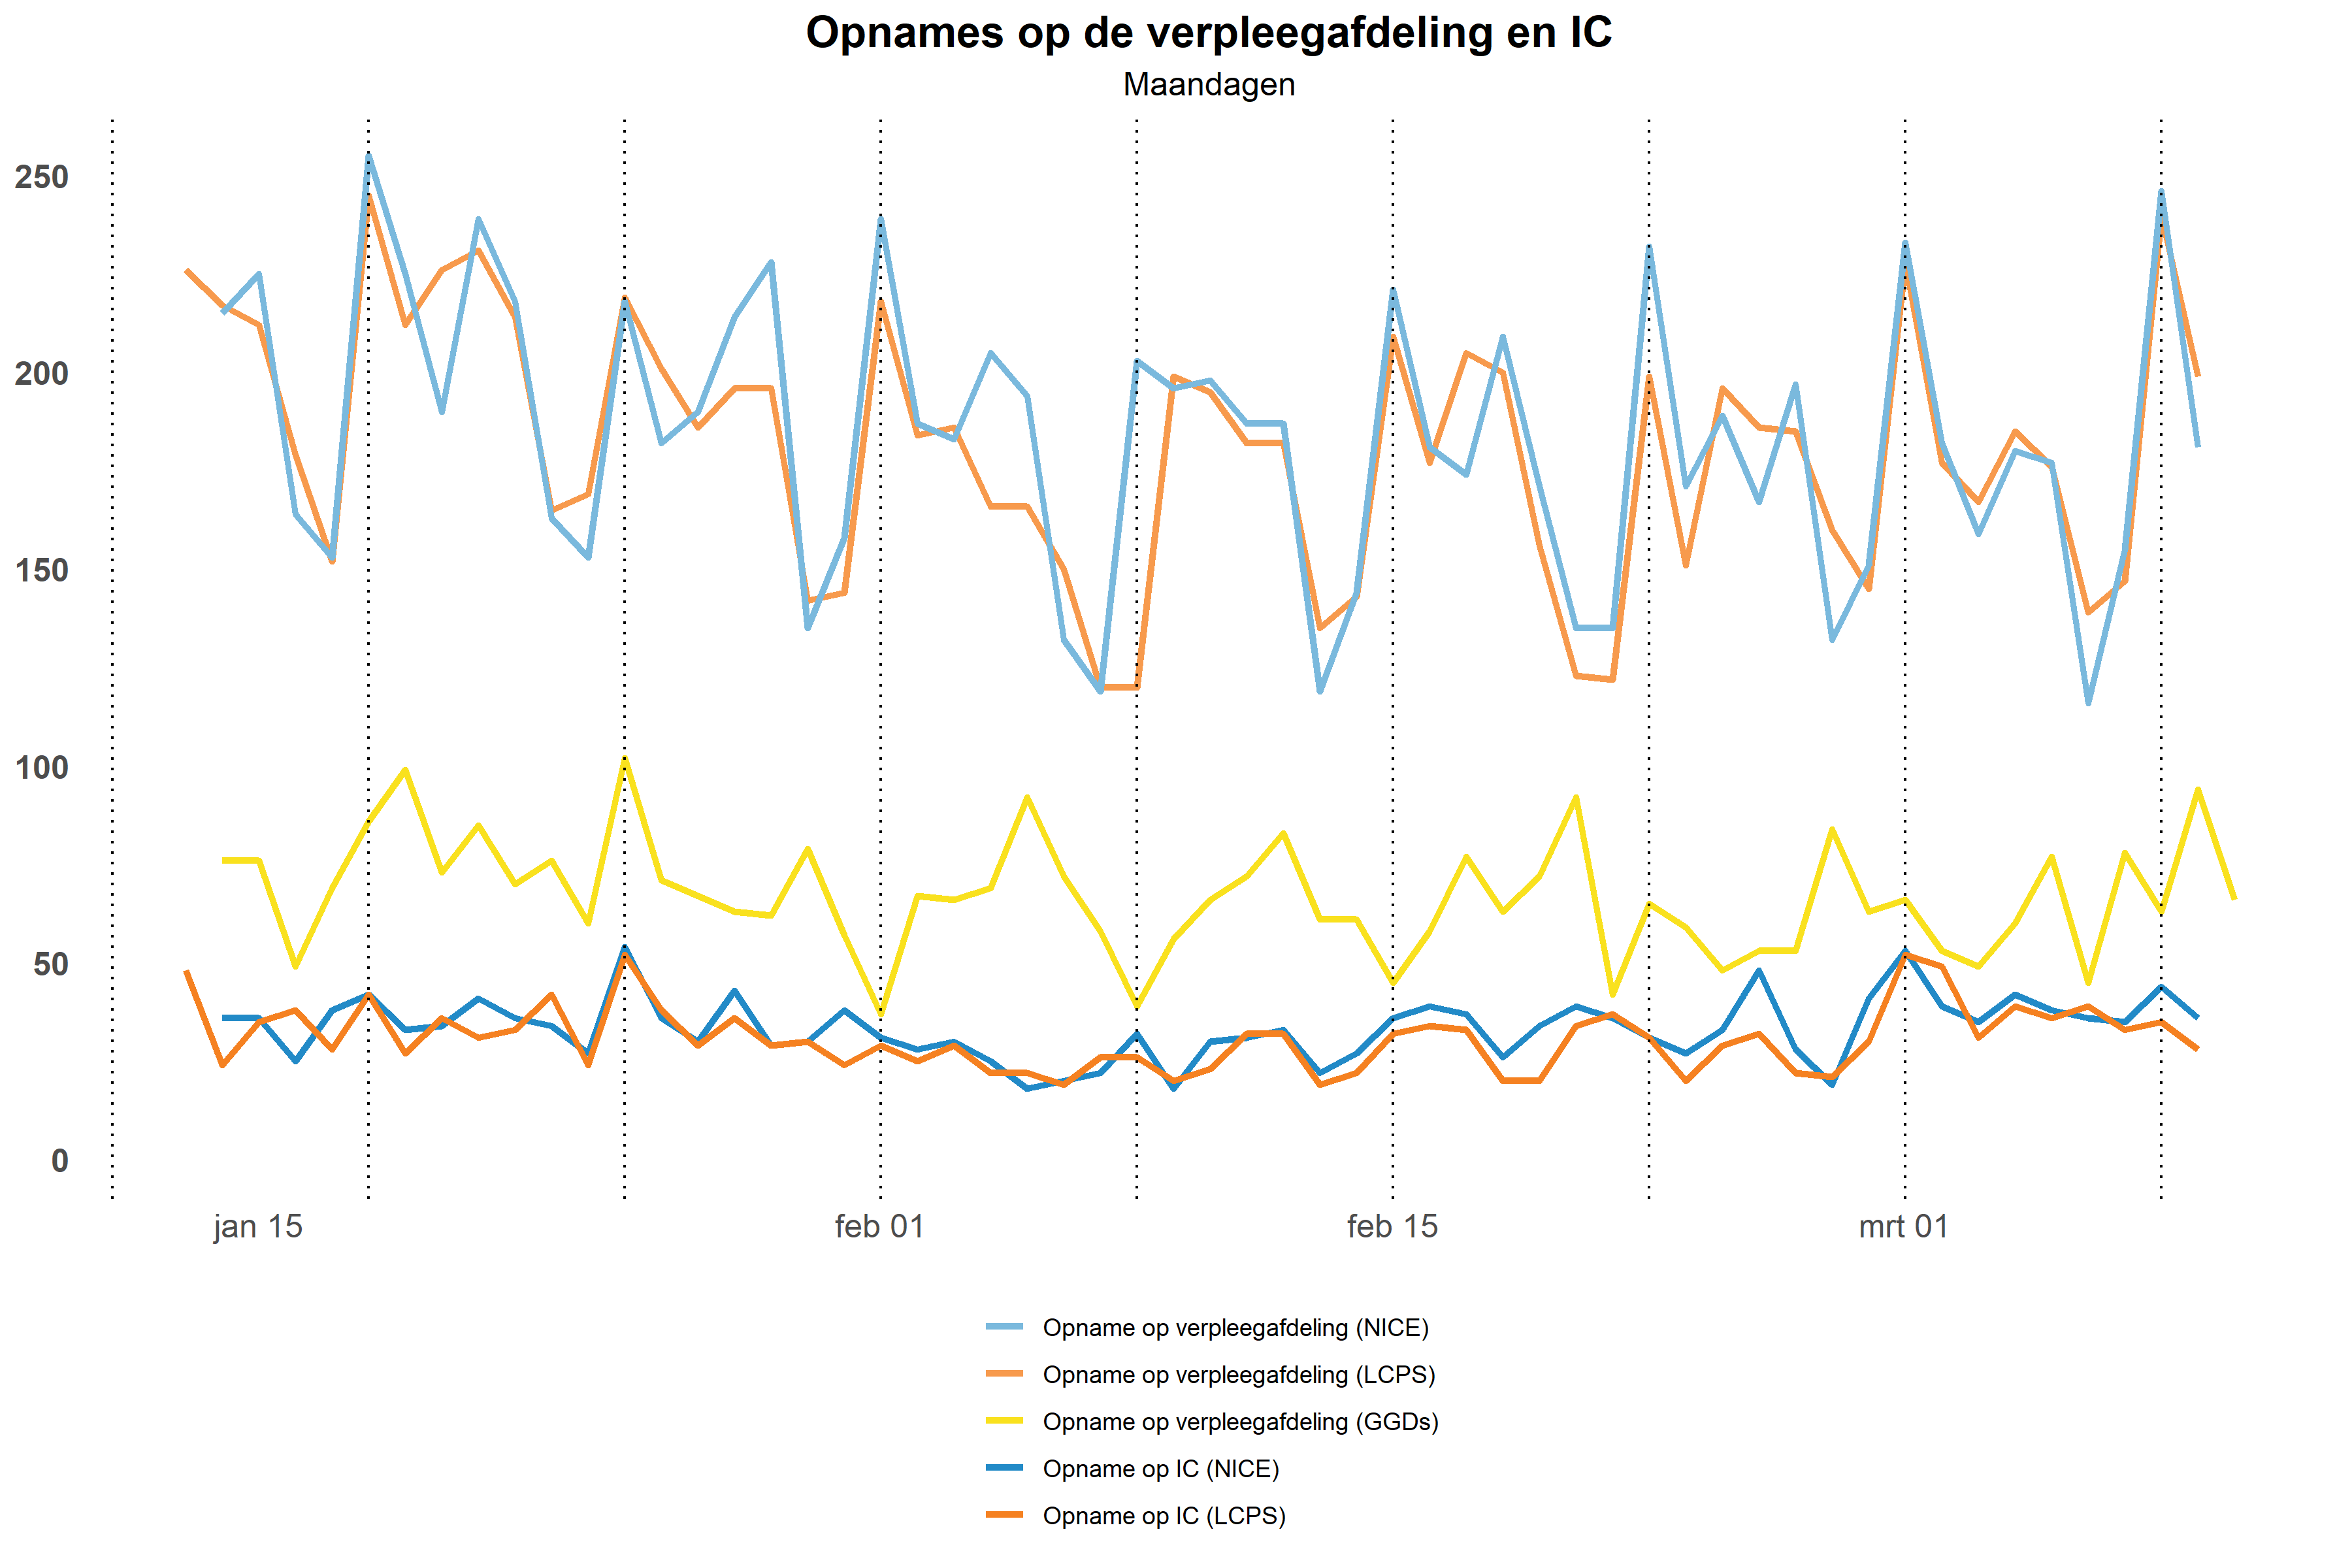 Opnames op de verpleegafdeling en IC
Maandagen
250
200
150
100
50
0
jan 15
feb 01
feb 15
mrt 01
Opname op verpleegafdeling (NICE)
Opname op verpleegafdeling (LCPS)
Opname op verpleegafdeling (GGDs)
Opname op IC (NICE)
Opname op IC (LCPS)